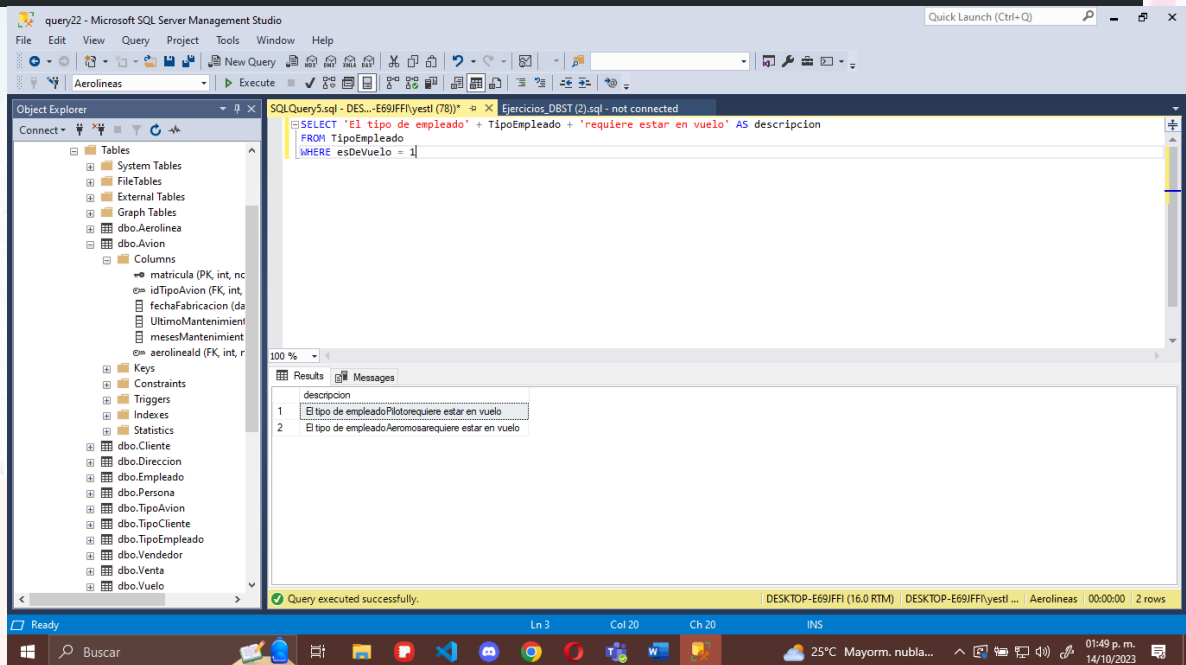 query22 - Microsoft SQL Server Management Studio
Quick Launch (Ctrl+Q)
File Edit View Query Project Tools Window Help
New Query
MDX DMX XMLA DAX
Aerolineas
Execute
Object Explorer
SQLQuery5.sql - DES...-E69JFFI\yestl (78))*
Ejercicios_DBST (2).sql - not connected
Connect
Tables
System Tables
FileTables
External Tables
Graph Tables
dbo.Aerolinea
dbo.Avion
Columns
matricula (PK, int, nc
idTipoAvion (FK, int,
fechaFabricacion (da
UltimoMantenimient
mesesMantenimient
aerolineaId (FK, int, r
Keys
Constraints
Triggers
Indexes
Statistics
dbo.Cliente
dbo.Direccion
dbo.Empleado
dbo.Persona
dbo.TipoAvion
dbo.TipoCliente
dbo.TipoEmpleado
dbo.Vendedor
dbo.Venta
dbo.Vuelo
SELECT 'El tipo de empleado' + TipoEmpleado + 'requiere estar en vuelo' AS descripcion
FROM TipoEmpleado
WHERE esDeVuelo = 1
100 %
Results Messages
descripcion
1 El tipo de empleadoPilotorequiere estar en vuelo
2 El tipo de empleadoAeromosarequiere estar en vuelo
Query executed successfully.
DESKTOP-E69JFFI (16.0 RTM) DESKTOP-E69JFFI\yestl ... Aerolineas 00:00:00 2 rows
Ready
Ln 3 Col 20 Ch 20 INS
Buscar
25°C Mayorm. nubla...
01:49 p. m.
14/10/2023